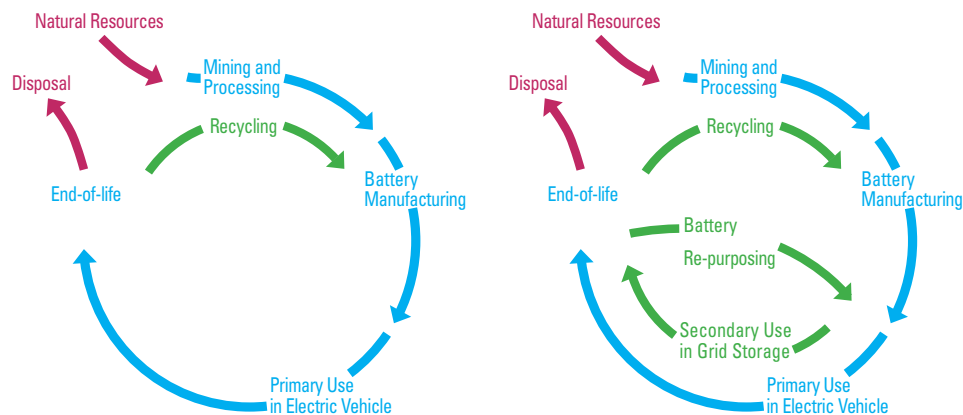 Natural Resources
Disposal
Mining and
Processing
Recycling
End-of-life
Battery
Manufacturing
Primary Use
in Electric Vehicle
Natural Resources
Disposal
Mining and
Processing
Recycling
End-of-life
Battery
Manufacturing
Battery
Re-purposing
Secondary Use
in Grid Storage
Primary Use
in Electric Vehicle